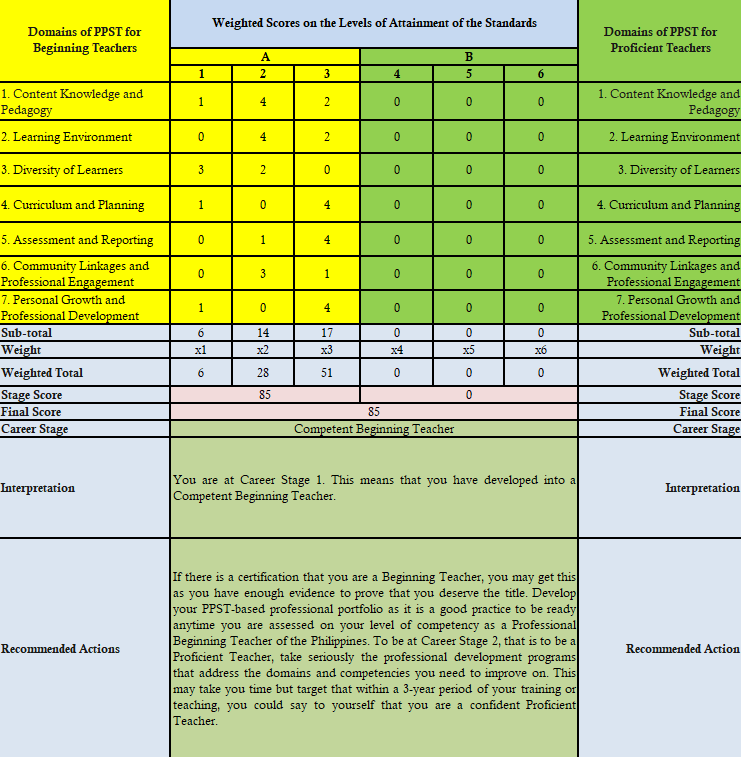 Domains of PPST for
Beginning Teachers
Weighted Scores on the Levels of Attainment of the Standards
Domains of PPST for
Proficient Teachers
A B
1 2 3 4 5 6
1. Content Knowledge and
Pedagogy
1 4 2 0 0 0
1. Content Knowledge and
Pedagogy
2. Learning Environment 0 4 2 0 0 0 2. Learning Environment
3. Diversity of Learners 3 2 0 0 0 0 3. Diversity of Learners
4. Curriculum and Planning 1 0 4 0 0 0 4. Curriculum and Planning
5. Assessment and Reporting 0 1 4 0 0 0 5. Assessment and Reporting
6. Community Linkages and
Professional Engagement
0 3 1 0 0 0
6. Community Linkages and
Professional Engagement
7. Personal Growth and
Professional Development
1 0 4 0 0 0
7. Personal Growth and
Professional Development
Sub-total 6 14 17 0 0 0 Sub-total
Weight x1 x2 x3 x4 x5 x6 Weight
Weighted Total 6 28 51 0 0 0 Weighted Total
Stage Score 85 0 Stage Score
Final Score 85 Final Score
Career Stage Competent Beginning Teacher Career Stage
Interpretation
You are at Career Stage 1. This means that you have developed into a
Competent Beginning Teacher.
Interpretation
Recommended Actions
If there is a certification that you are a Beginning Teacher, you may get this
as you have enough evidence to prove that you deserve the title. Develop
your PPST-based professional portfolio as it is a good practice to be ready
anytime you are assessed on your level of competency as a Professional
Beginning Teacher of the Philippines. To be at Career Stage 2, that is to be a
Proficient Teacher, take seriously the professional development programs
that address the domains and competencies you need to improve on. This
may take you time but target that within a 3-year period of your training or
teaching, you could say to yourself that you are a confident Proficient
Teacher.
Recommended Action